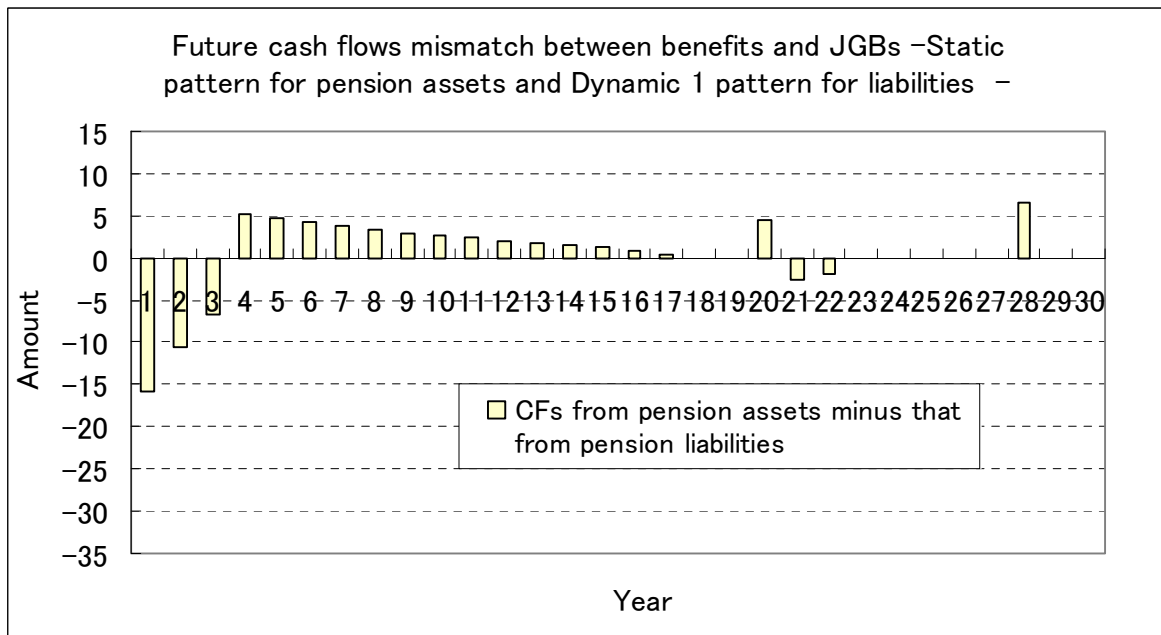 Future cash flows mismatch between benefits and JGBs -Static
pattern for pension assets and Dynamic 1 pattern for liabilities -
15
10
5
0
-5
-10
-15
-20
-25
-30
-35
Amount
1 2 3 4 5 6 7 8 9 10 11 12 13 14 15 16 17 18 19 20 21 22 23 24 25 26 27 28 29 30
CFs from pension assets minus that
from pension liabilities
Year